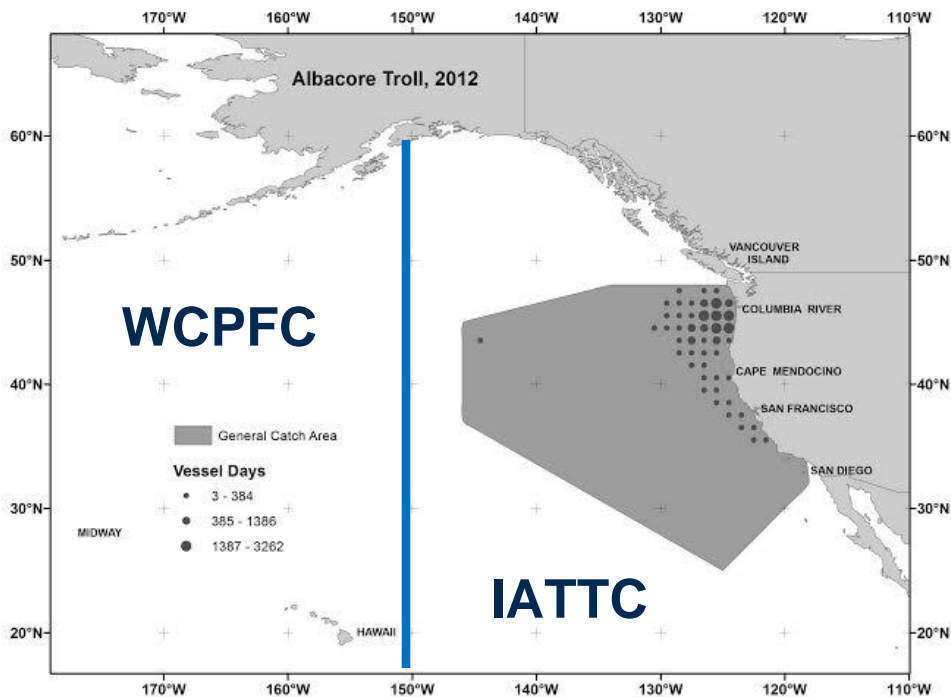 170°W 160°W 150°W 140°W 130°W 120°W 110°W
Albacore Troll, 2012
60°N 60°N
50°N 50°N
VANCOUVER
ISLAND
WCPFC
COLUMBIA RIVER
40°N 40°N
CAPE MENDOCINO
SAN FRANCISCO
General Catch Area
Vessel Days
SAN DIEGO
3 - 384
30°N 30°N
385 - 1386
MIDWAY
1387 - 3262
IATTC
20°N 20°N
HAWAII
170°W 160°W 150°W 140°W 130°W 120°W 110°W